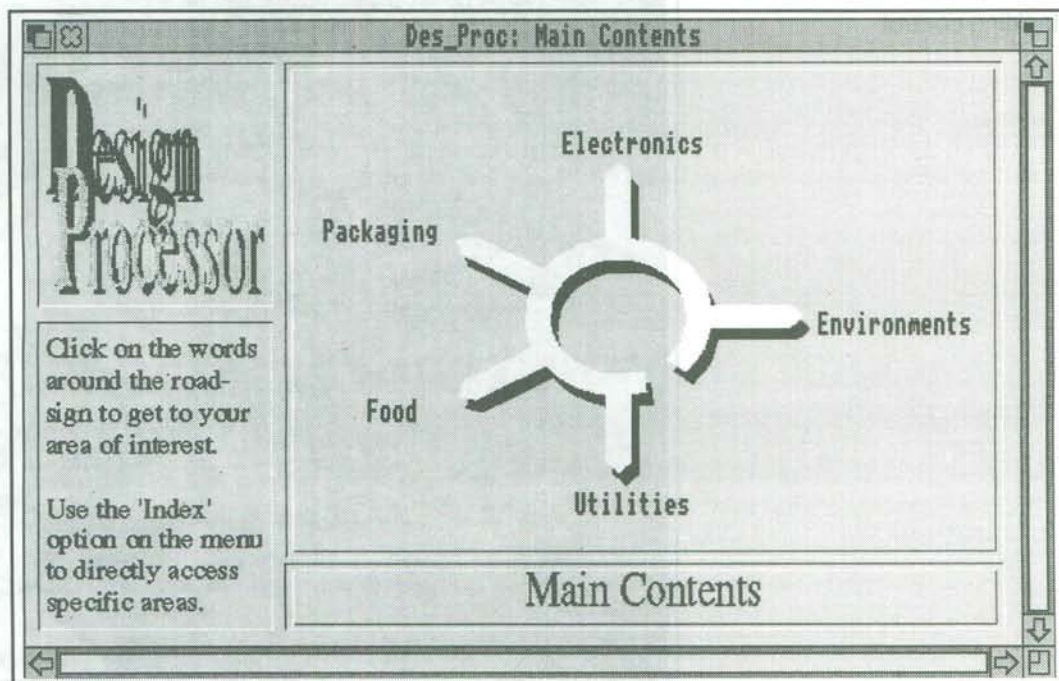 Des_Proc: Main Contents
Design
Processor
Click on the words
around the road-
sign to get to your
area of interest.
Use the 'Index'
option on the menu
to directly access
specific areas.
Electronics
Packaging
Environments
Food
Utilities
Main Contents